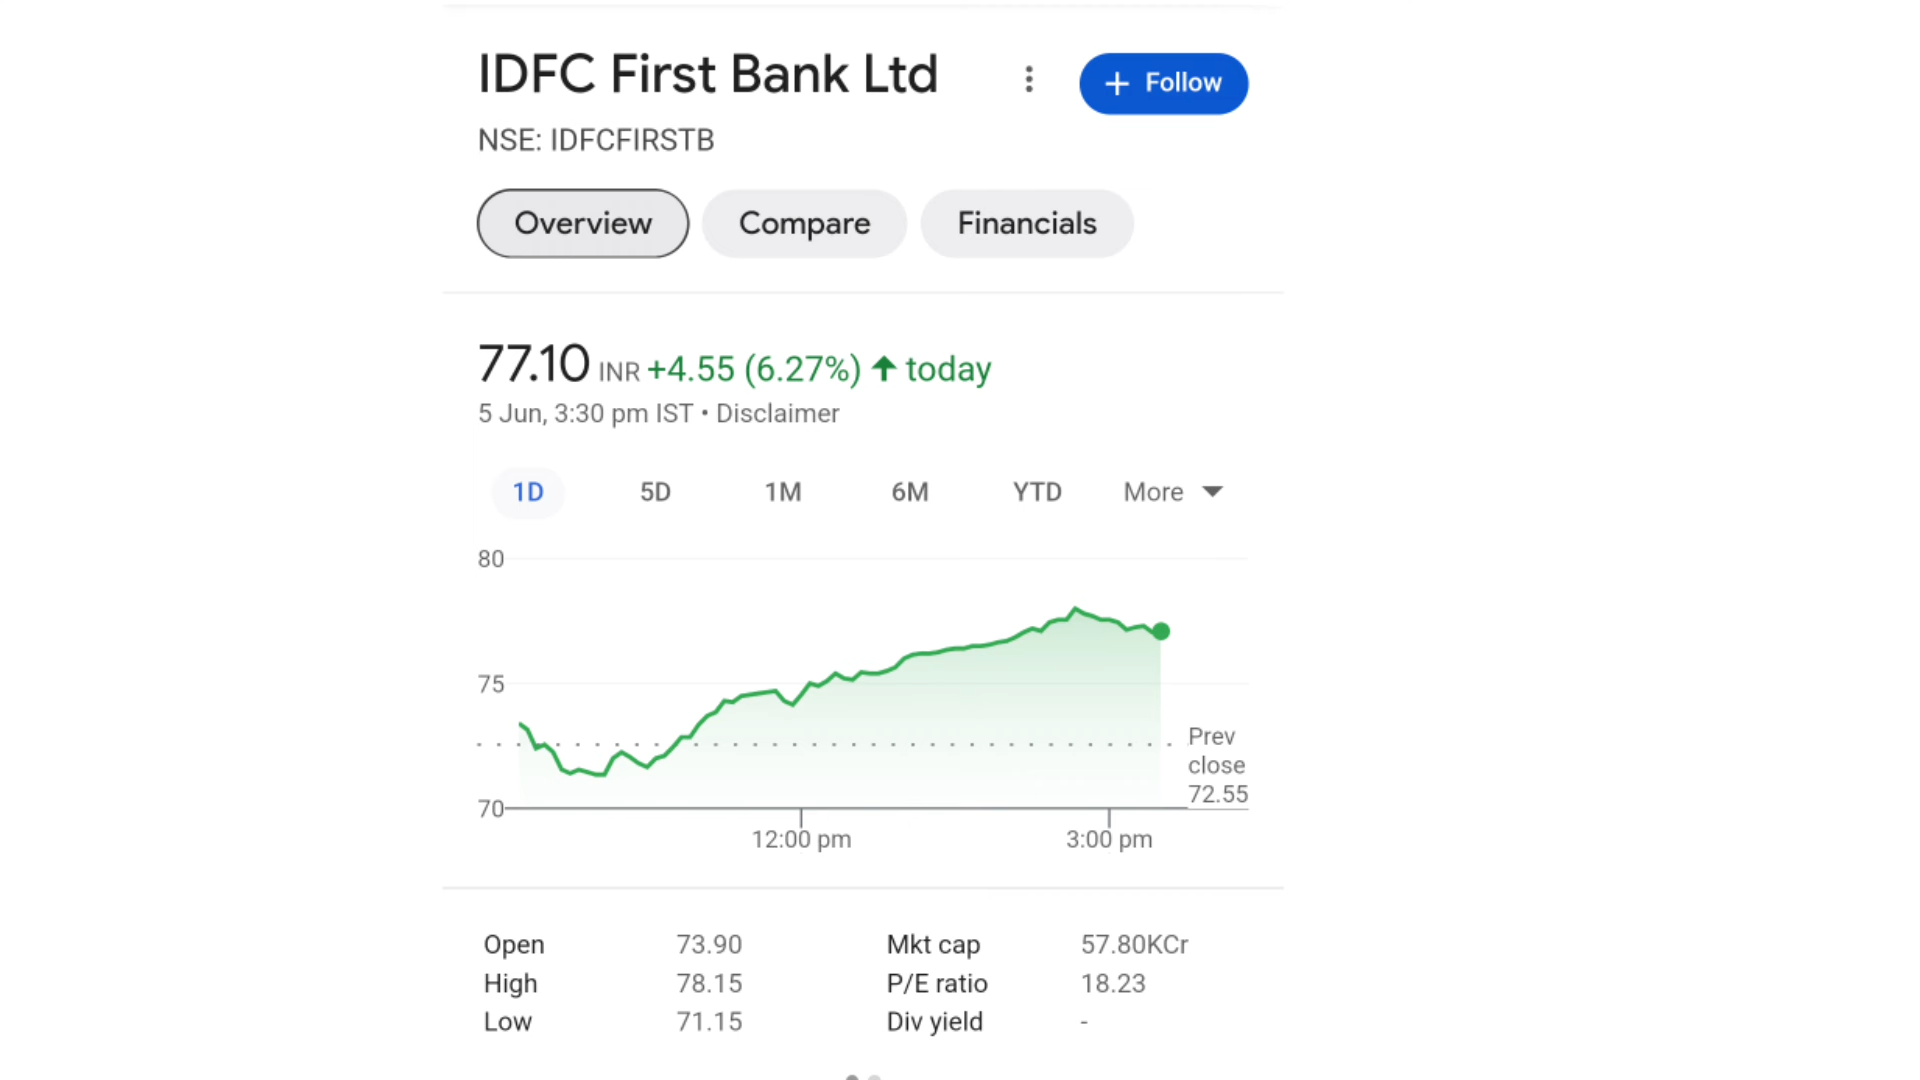 IDFC First Bank Ltd
+ Follow
NSE: IDFCFIRSTB
Overview Compare Financials
77.10 INR +4.55 (6.27%) ↑ today
5 Jun, 3:30 pm IST • Disclaimer
1D 5D 1M 6M YTD More
80
75
70
Prev
close
72.55
12:00 pm 3:00 pm
Open 73.90 Mkt cap 57.80KCr
High 78.15 P/E ratio 18.23
Low 71.15 Div yield -